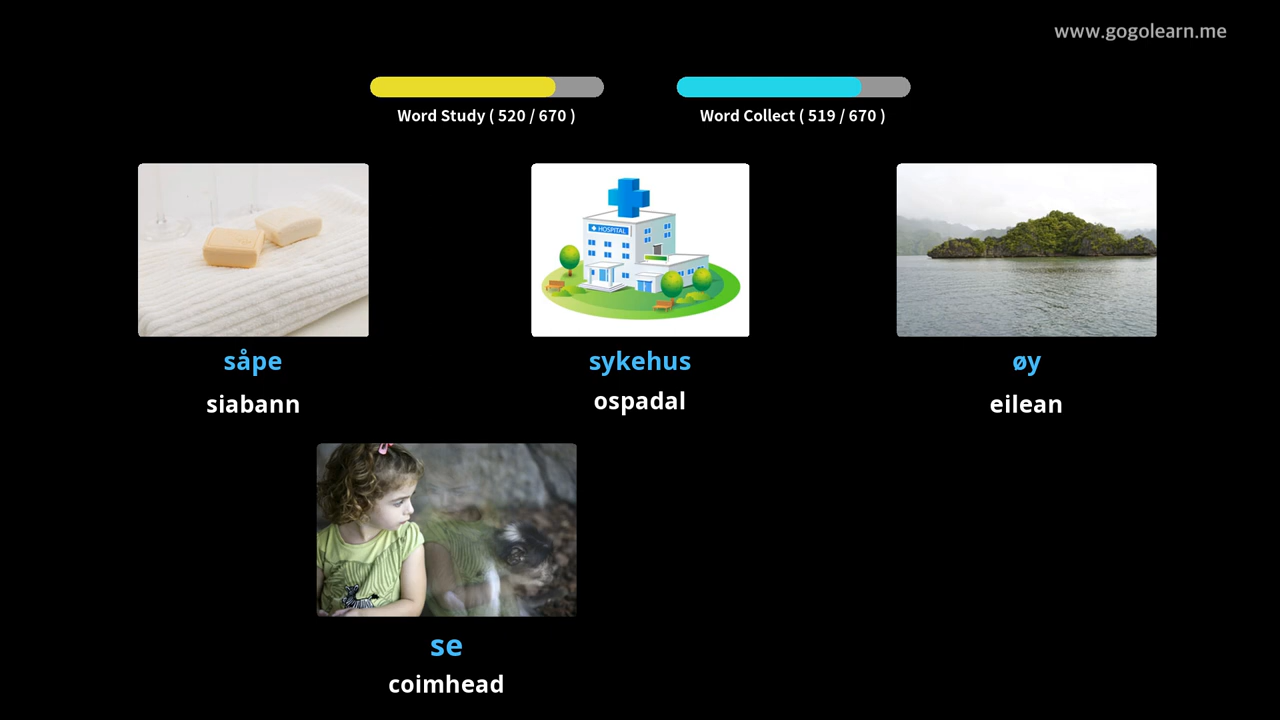 www.gogolearn.me
Word Study ( 520 / 670 )
Word Collect ( 519 / 670 )
HOSPITAL
såpe
sykehus
øy
siabann
ospadal
eilean
se
coimhead